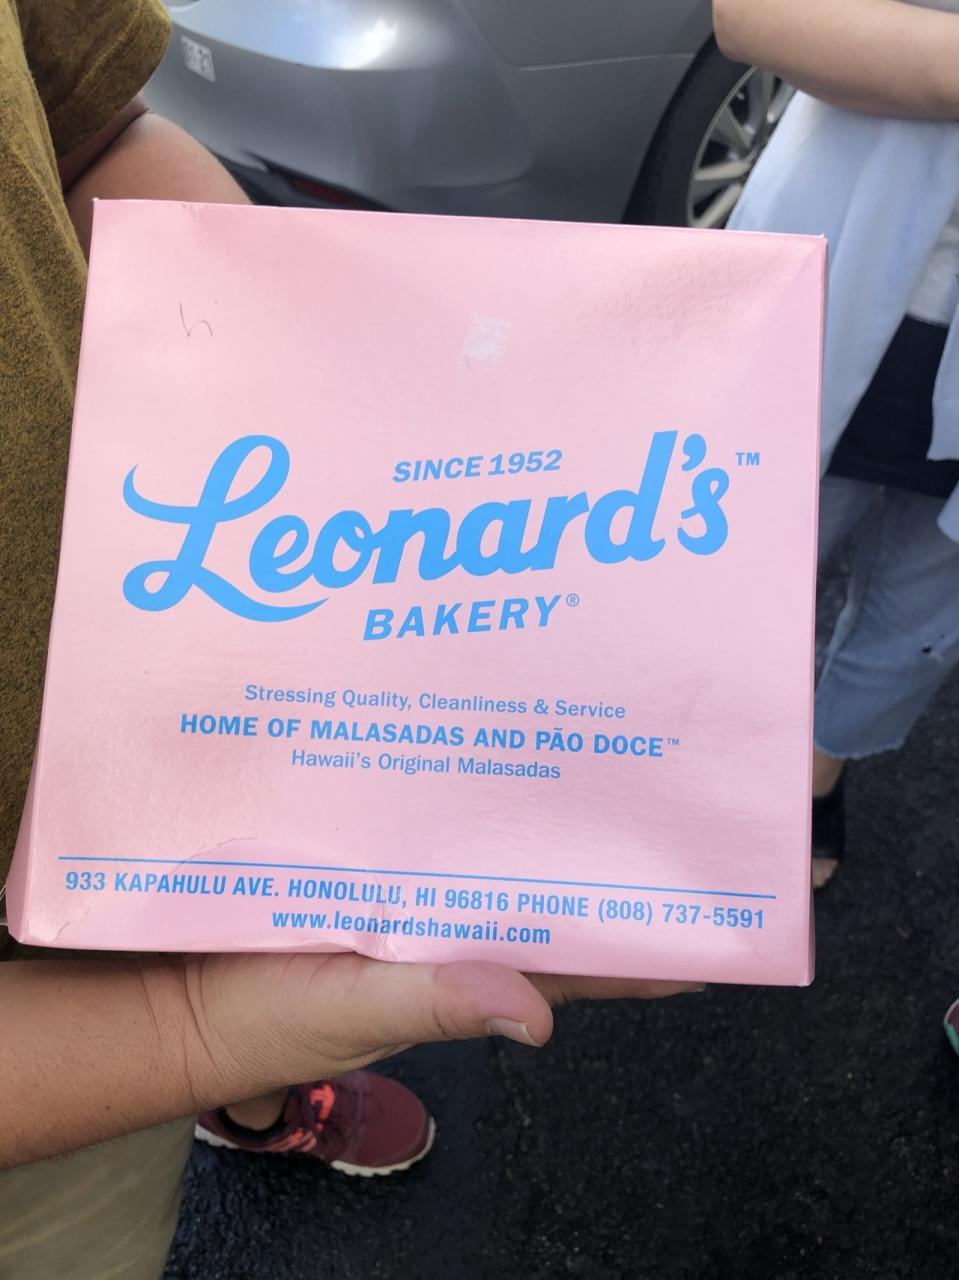 SINCE 1952
Leonard's™
BAKERY®
Stressing Quality, Cleanliness & Service
HOME OF MALASADAS AND PÃO DOCE™
Hawaii's Original Malasadas
933 KAPAHULU AVE. HONOLULU, HI 96816 PHONE (808) 737-5591
www.leonardshawaii.com